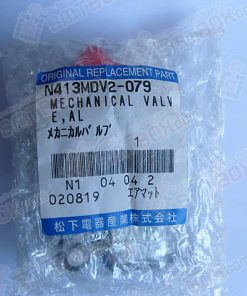 ORIGINAL REPLACEMENT PART
N413MDV2-079
MECHANICAL VALV
E,AL
メカニカルバルブ
1
N1 04 04 2
020819 エアマット
松下電器産業株式会社